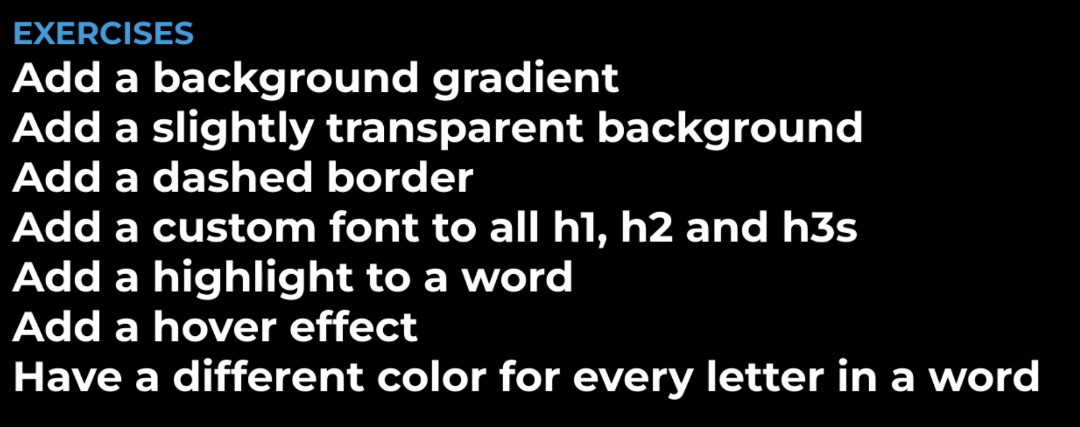 EXERCISES
Add a background gradient
Add a slightly transparent background
Add a dashed border
Add a custom font to all h1, h2 and h3s
Add a highlight to a word
Add a hover effect
Have a different color for every letter in a word